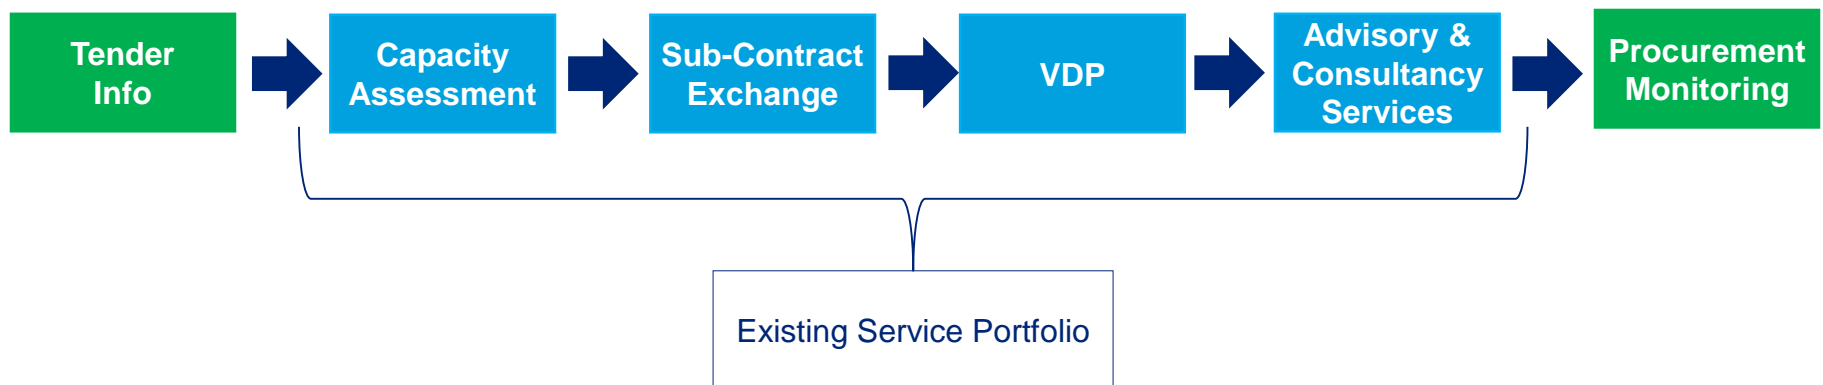 Tender
Info
Capacity
Assessment
Sub-Contract
Exchange
VDP
Advisory &
Consultancy
Services
Procurement
Monitoring
Existing Service Portfolio